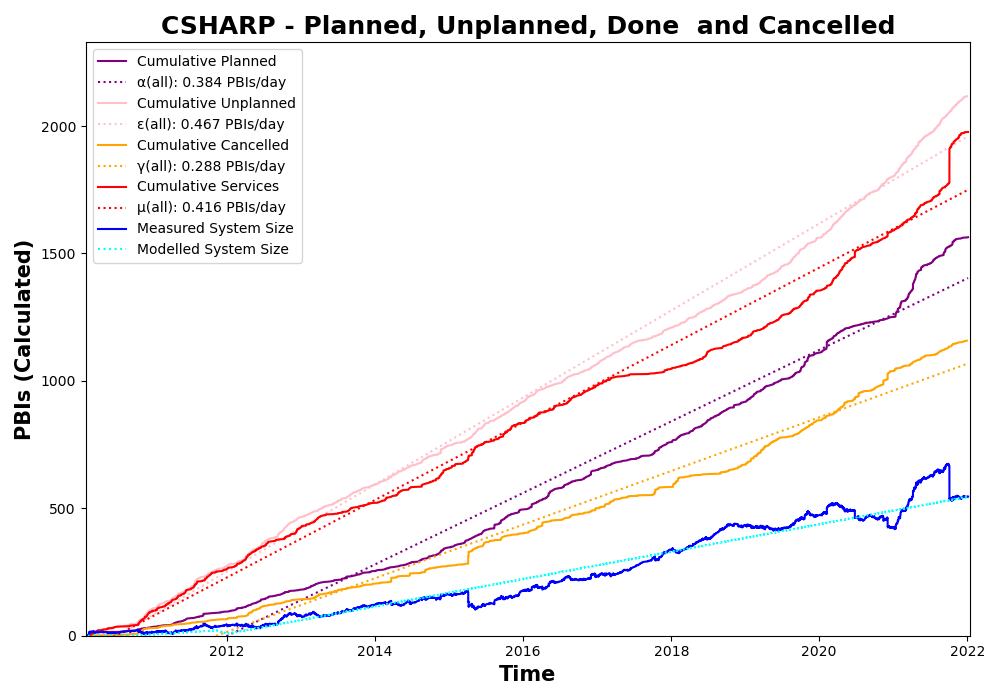 CSHARP - Planned, Unplanned, Done  and Cancelled
Cumulative Planned
α(all): 0.384 PBIs/day
Cumulative Unplanned
ε(all): 0.467 PBIs/day
Cumulative Cancelled
γ(all): 0.288 PBIs/day
Cumulative Services
μ(all): 0.416 PBIs/day
Measured System Size
Modelled System Size
PBIs (Calculated)
2000
1500
1000
500
0
2012 2014 2016 2018 2020 2022
Time